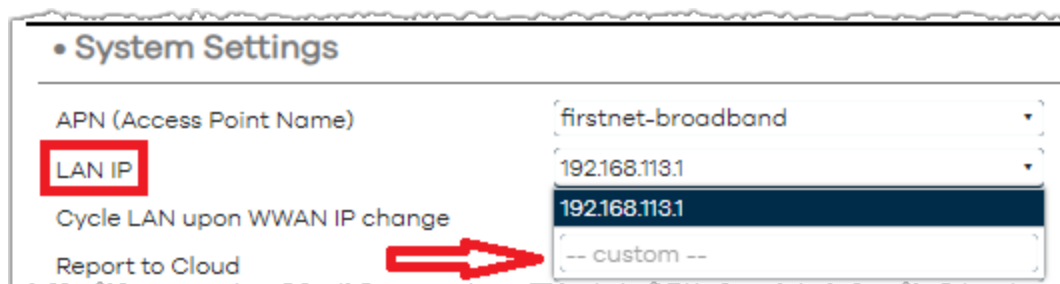 • System Settings
APN (Access Point Name) firstnet-broadband
LAN IP 192.168.113.1
Cycle LAN upon WWAN IP change 192.168.113.1
Report to Cloud -- custom --